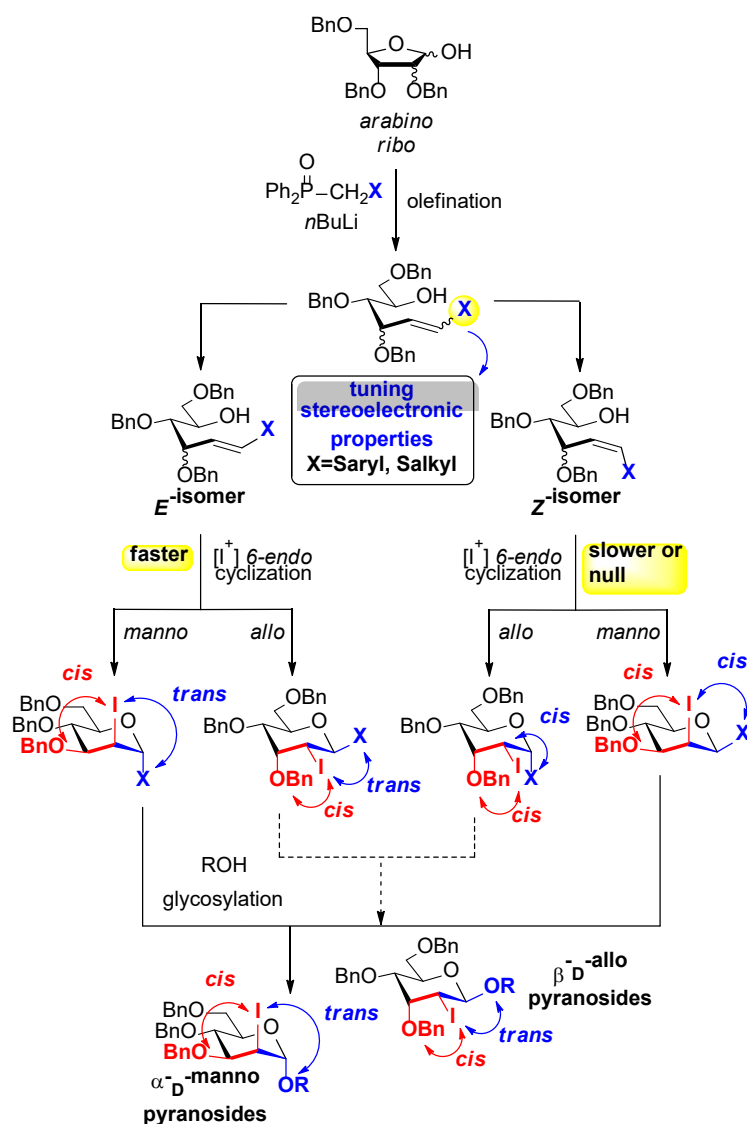 BnO
O
OH
BnO
OBn
arabino
ribo
O
Ph2P–CH2X
nBuLi
olefination
OBn
BnO
OH
X
OBn
tuning
stereoelectronic
properties
X=Saryl, Salkyl
OBn
BnO
OH
X
OBn
E-isomer
OBn
BnO
OH
OBn
X
Z-isomer
faster
[I+] 6-endo
cyclization
[I+] 6-endo
cyclization
slower or
null
manno
allo
allo
manno
cis
I
trans
BnO
BnO
BnO
O
X
OBn
BnO
O
X
I
OBn
trans
cis
OBn
BnO
O
cis
I
OBn
X
cis
cis
cis
I
BnO
BnO
BnO
O
X
ROH
glycosylation
cis
I
trans
BnO
BnO
BnO
O
OR
α-D-manno
pyranosides
OBn
BnO
O
OR
I
OBn
trans
cis
β-D-allo
pyranosides